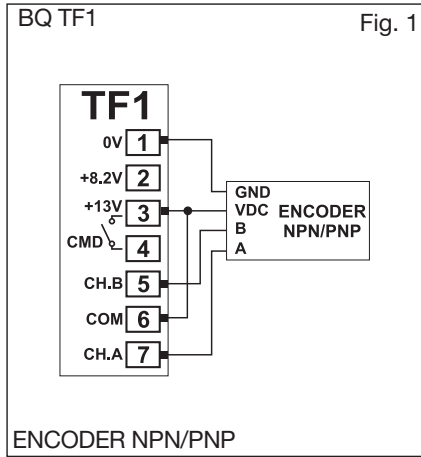 BQ TF1
Fig. 1
TF1
0V 1
+8.2V 2
+13V 3
CMD 4
CH.B 5
COM 6
CH.A 7
GND
VDC ENCODER
B NPN/PNP
A
ENCODER NPN/PNP